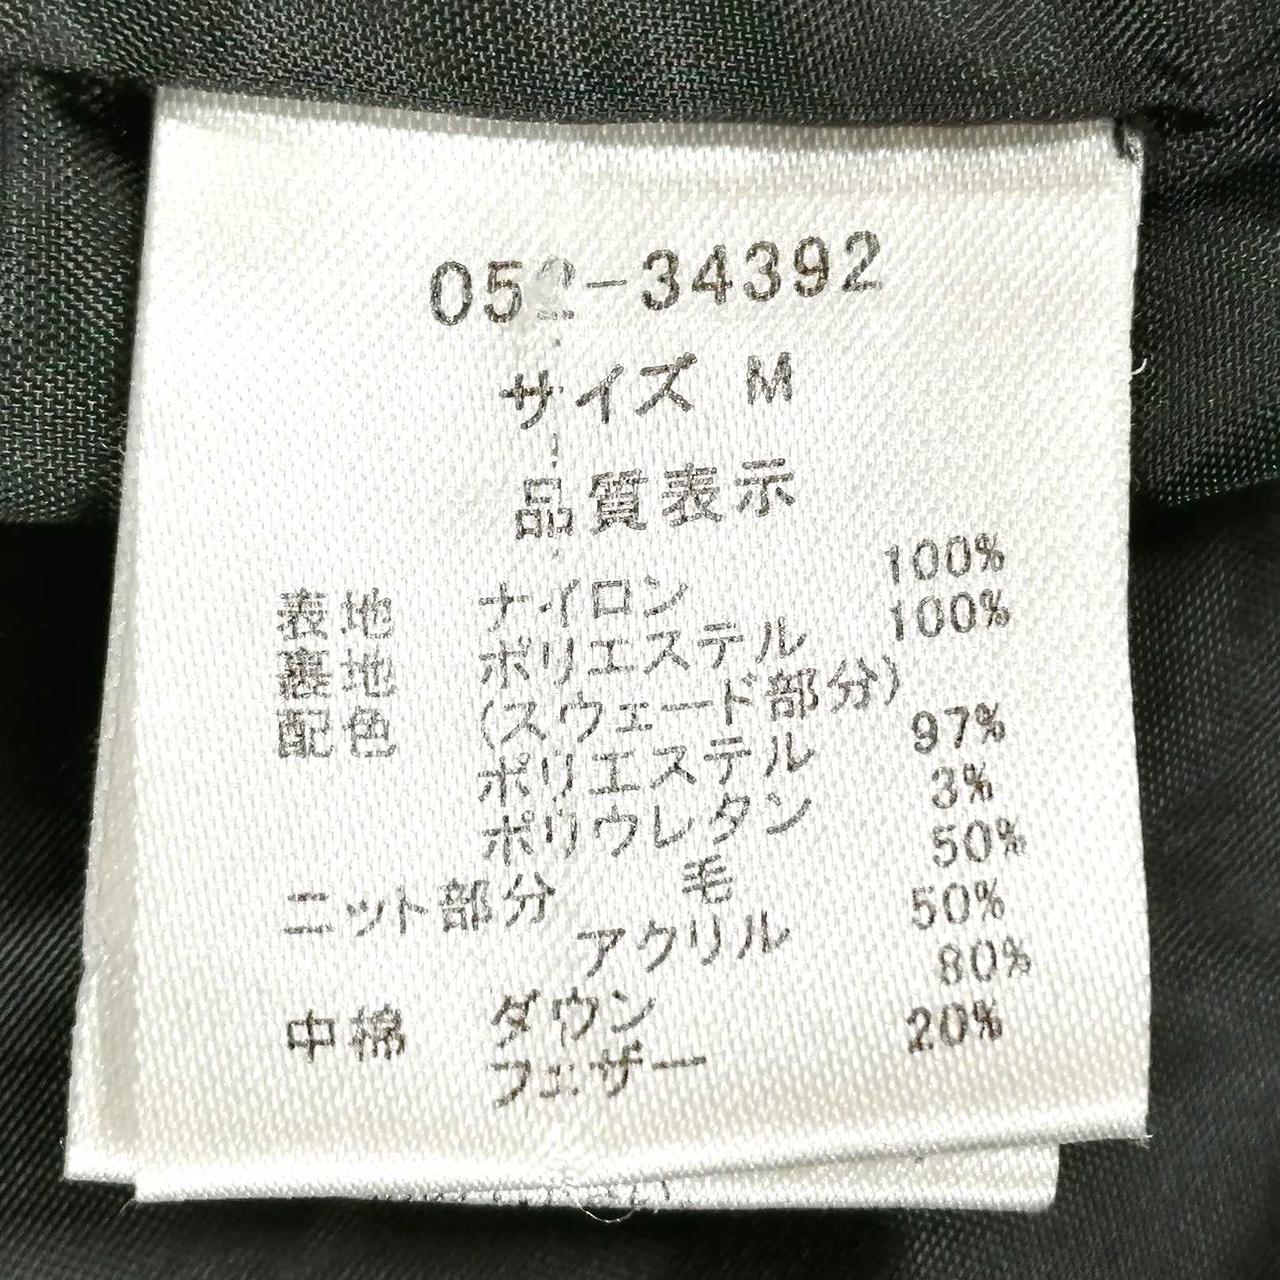 052-34392
サイズ M
品質表示
表地 ナイロン 100%
裏地 ポリエステル 100%
配色 (スウェード部分)
ポリエステル 97%
ポリウレタン 3%
ニット部分 毛 50%
アクリル 50%
中綿 ダウン 80%
フェザー 20%